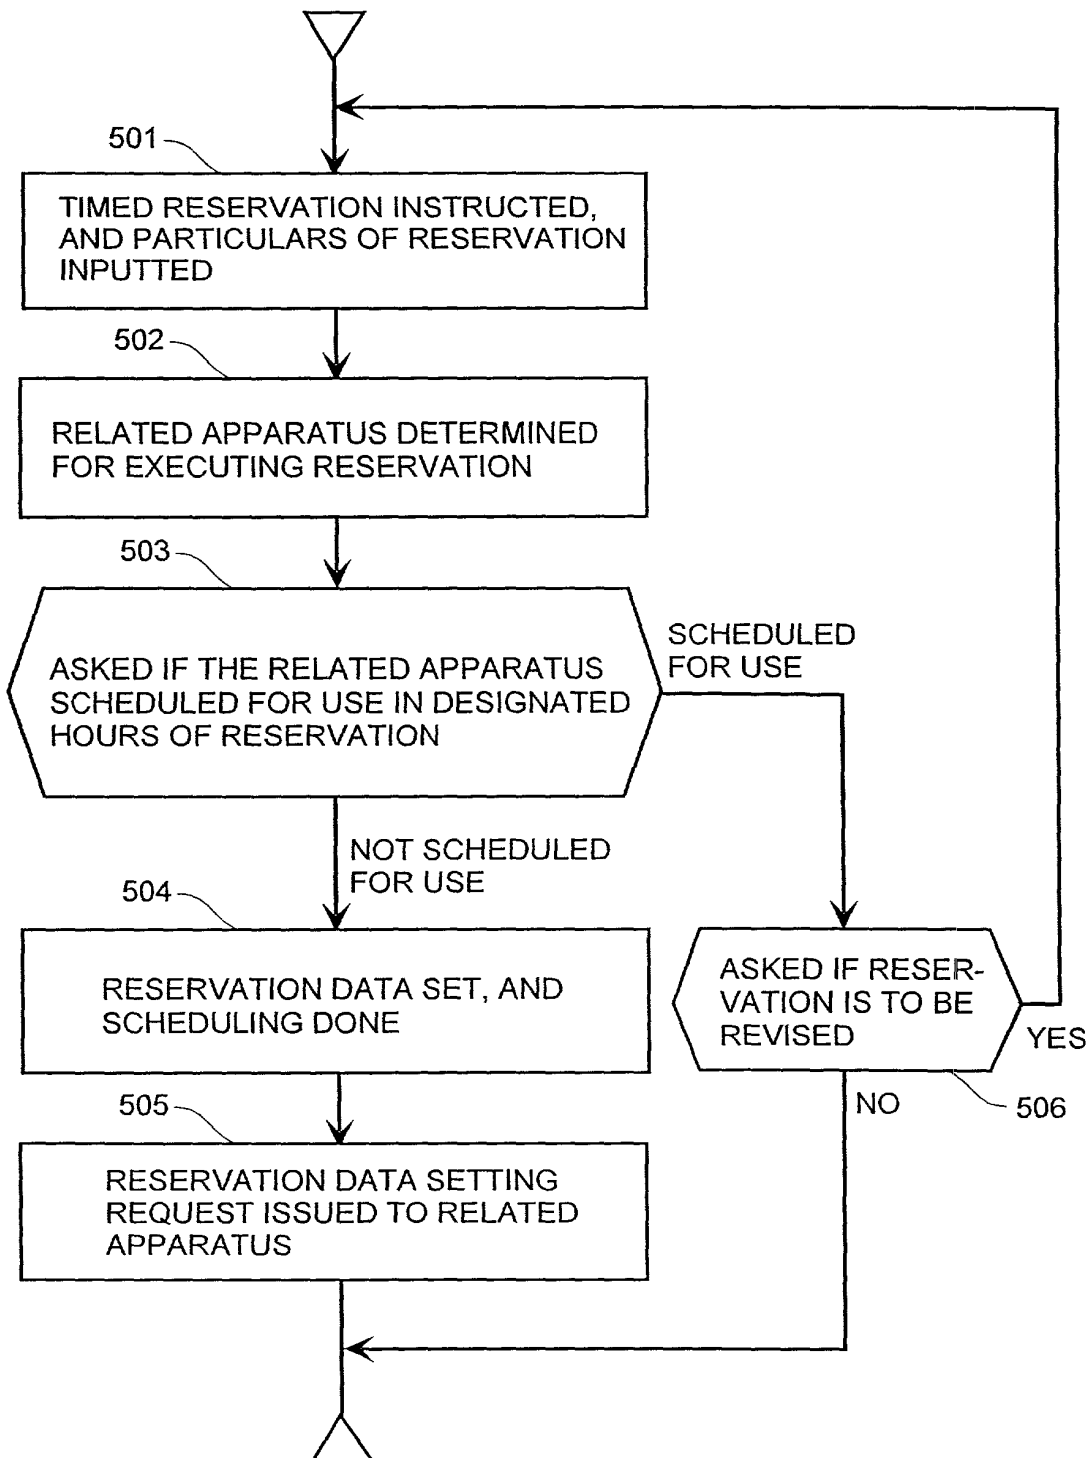 501
TIMED RESERVATION INSTRUCTED,
AND PARTICULARS OF RESERVATION
INPUTTED
502
RELATED APPARATUS DETERMINED
FOR EXECUTING RESERVATION
503
ASKED IF THE RELATED APPARATUS
SCHEDULED FOR USE IN DESIGNATED
HOURS OF RESERVATION
SCHEDULED
FOR USE
NOT SCHEDULED
FOR USE
504
RESERVATION DATA SET, AND
SCHEDULING DONE
ASKED IF RESER-
VATION IS TO BE
REVISED
YES
NO
506
505
RESERVATION DATA SETTING
REQUEST ISSUED TO RELATED
APPARATUS